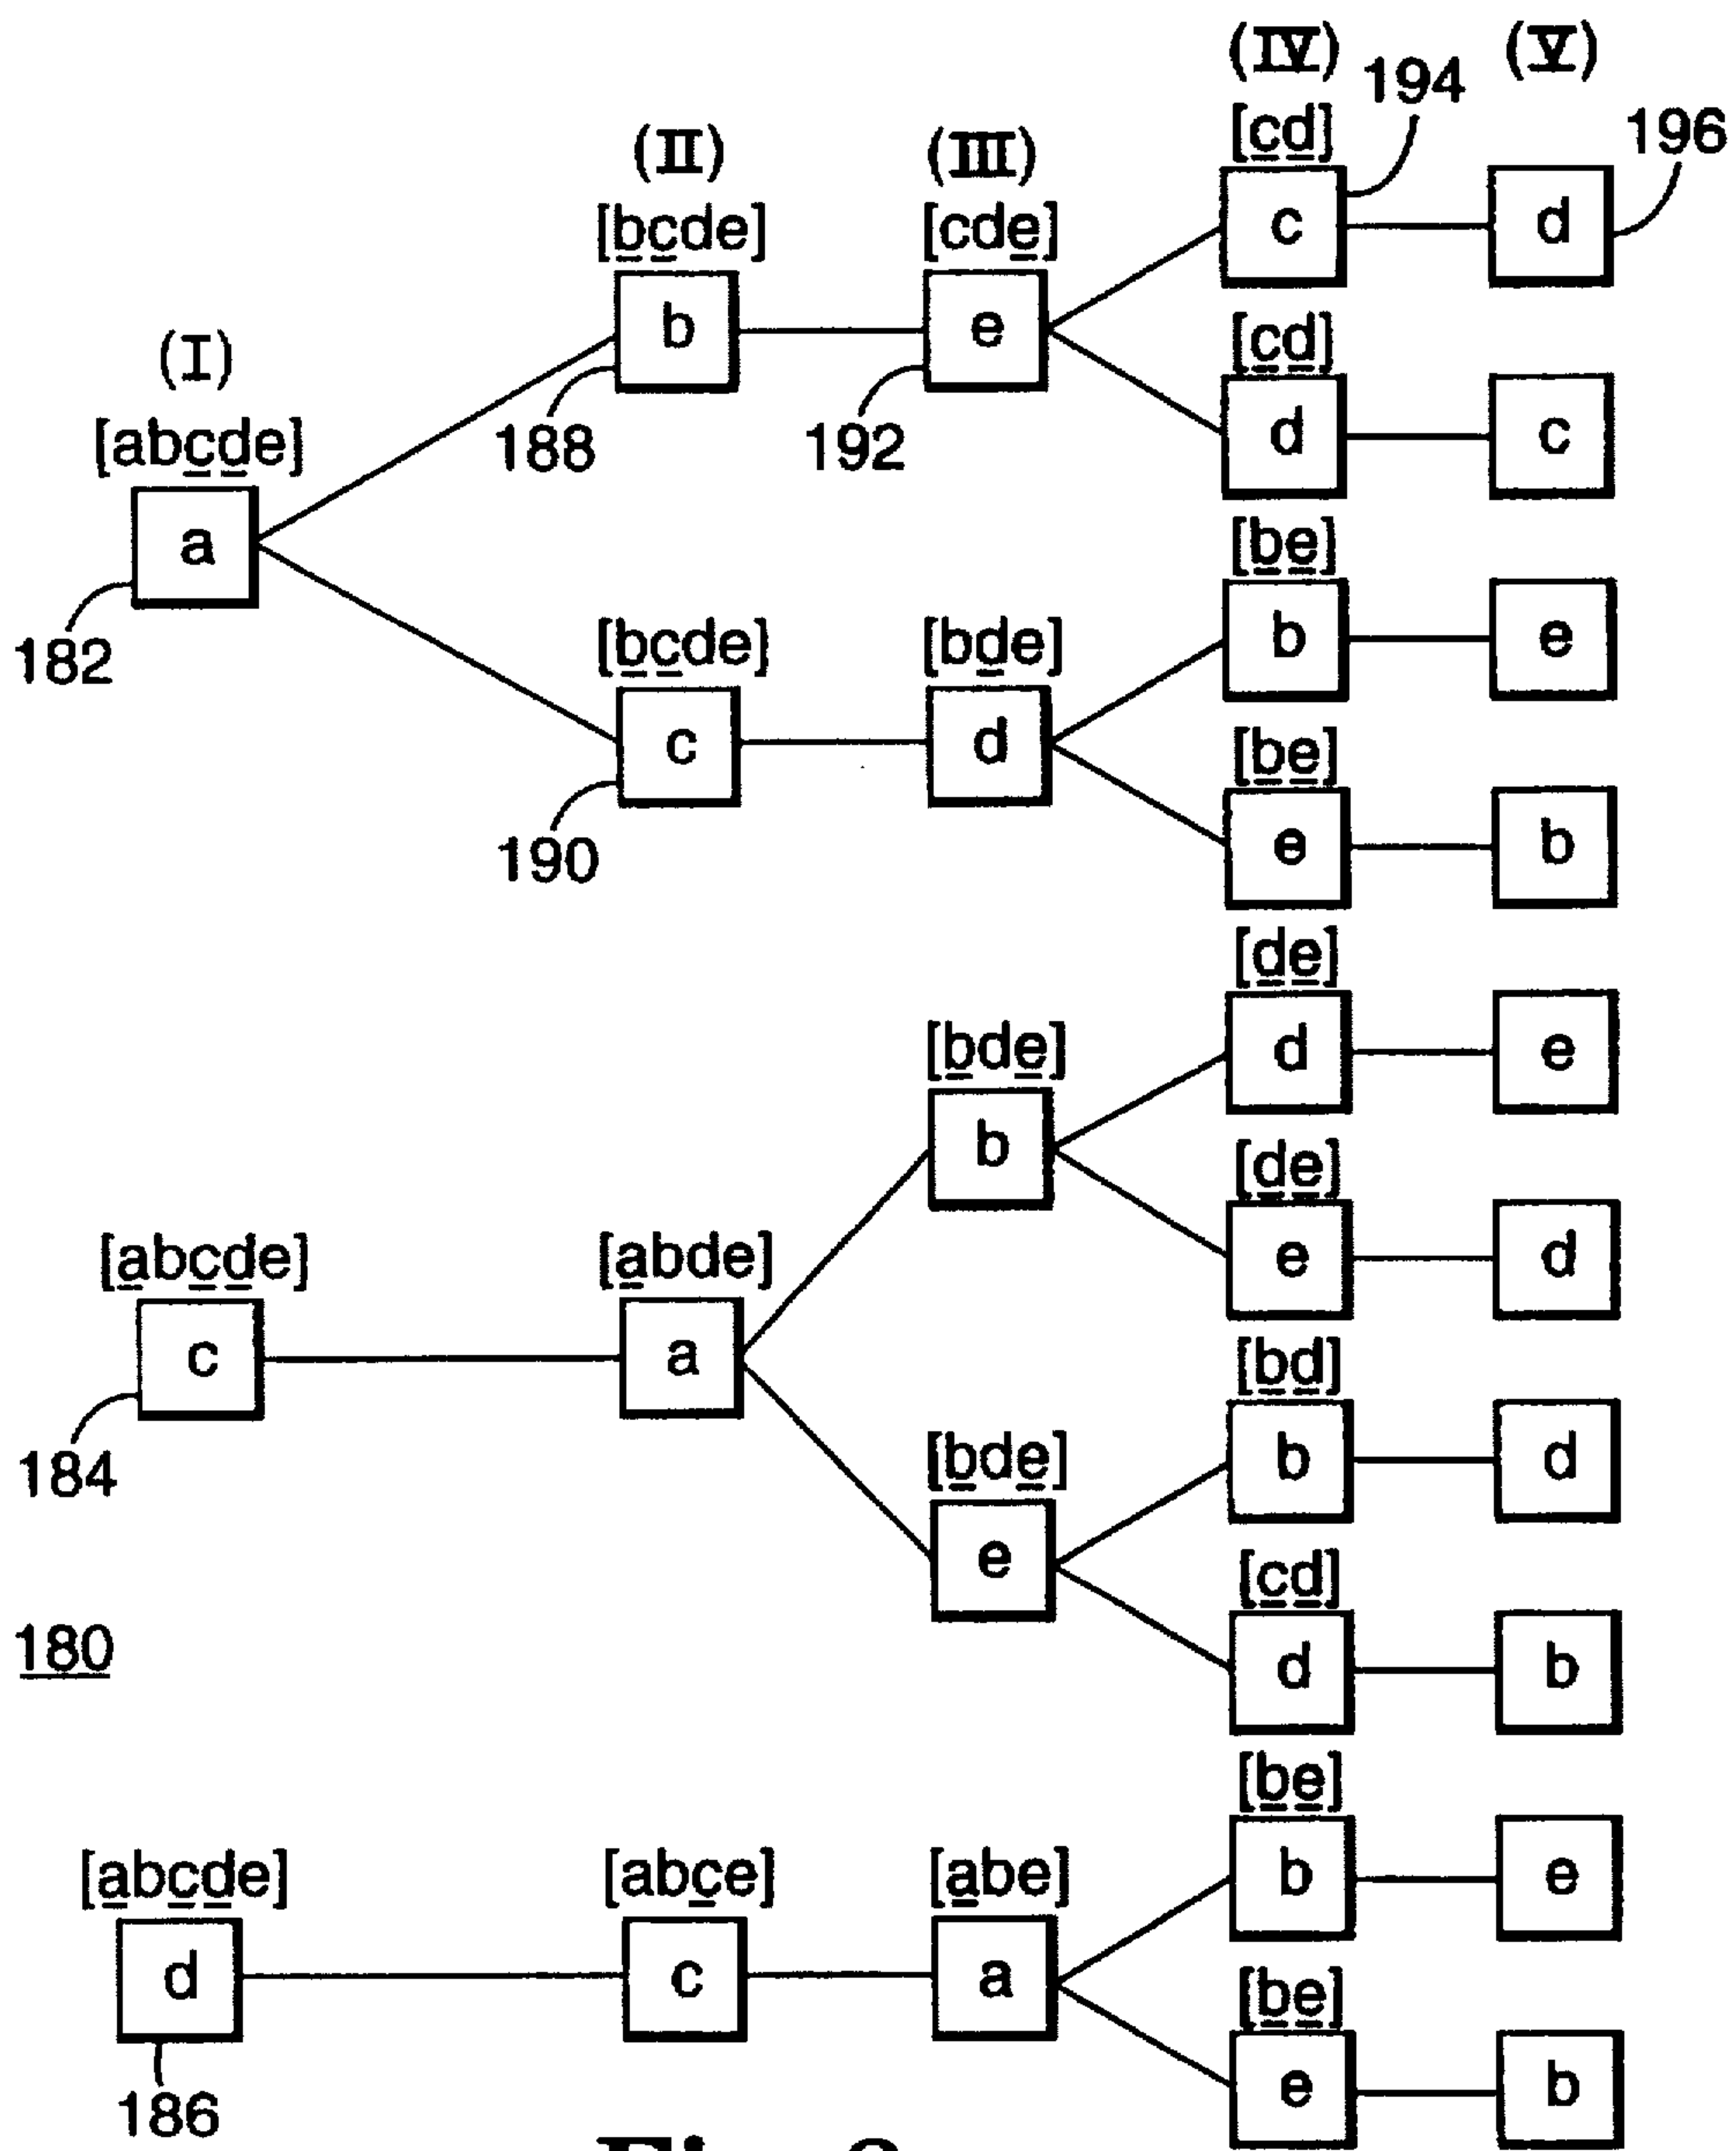 (IV) (V)
194
196
[cd]
(II) (III)
c d
[bcde] [cde]
b e
[cd]
(I)
188 192
d c
[abcde]
a
[be]
182
b e
[bcde] [bde]
c d
[be]
190
e b
[de]
d e
[bde]
b
[de]
e d
[abcde] [abde]
c a
[bd]
184
b d
[bde]
e
[cd]
180
d b
[be]
[abcde] [abce] [abe]
b e
d c a
[be]
186
e b